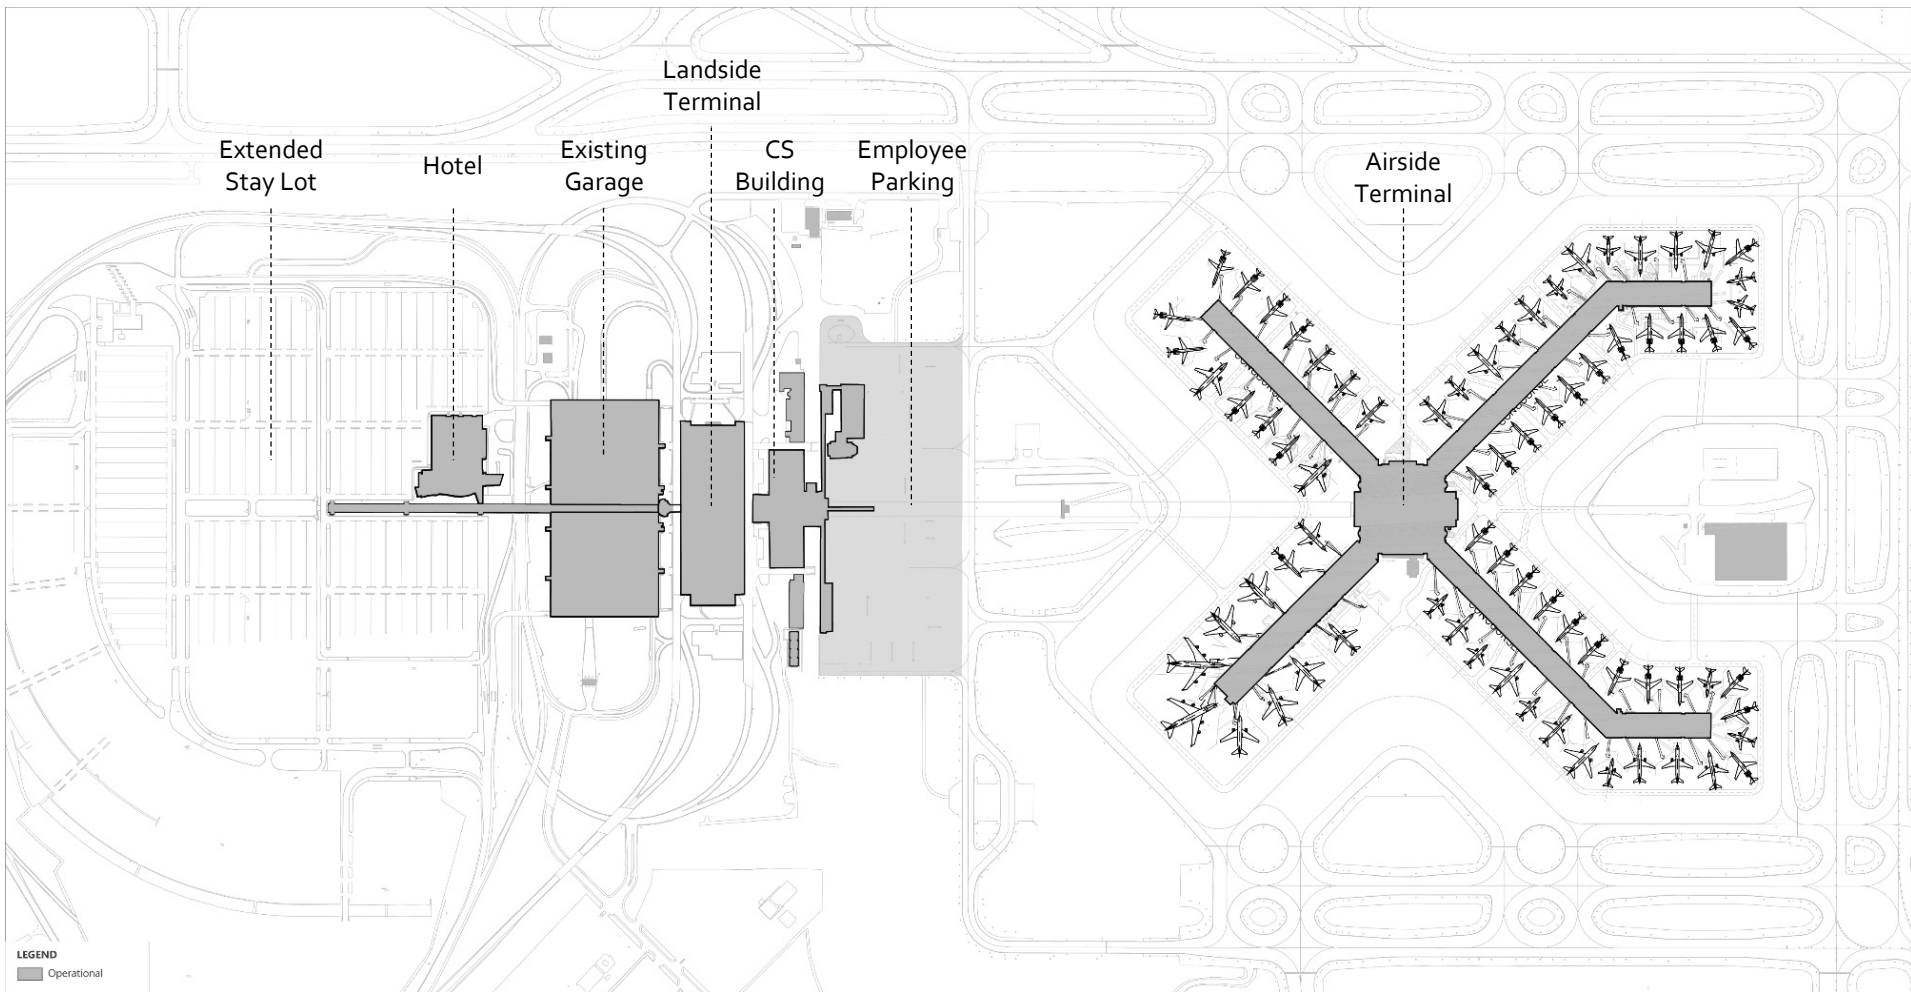 Landside
Terminal
Extended
Stay Lot
Hotel
Existing
Garage
CS
Building
Employee
Parking
Airside
Terminal
LEGEND
Operational